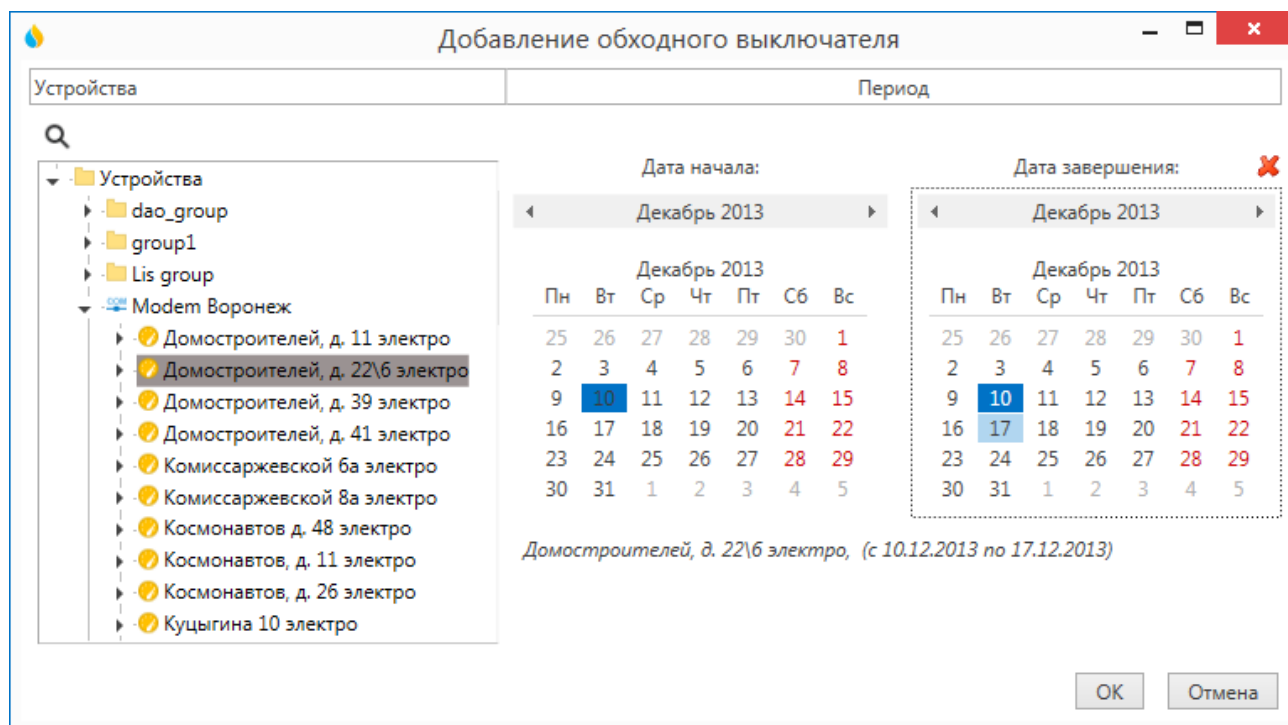 Добавление обходного выключателя
Устройства
Период
Устройства
dao_group
group1
Lis group
Modem Воронеж
Домостроителей, д. 11 электро
Домостроителей, д. 22\6 электро
Домостроителей, д. 39 электро
Домостроителей, д. 41 электро
Комиссаржевской 6а электро
Комиссаржевской 8а электро
Космонавтов д. 48 электро
Космонавтов, д. 11 электро
Космонавтов, д. 26 электро
Куцыгина 10 электро
Дата начала:
Декабрь 2013
Декабрь 2013
Пн Вт Ср Чт Пт Сб Вс
25 26 27 28 29 30 1
2 3 4 5 6 7 8
9 10 11 12 13 14 15
16 17 18 19 20 21 22
23 24 25 26 27 28 29
30 31 1 2 3 4 5
Дата завершения:
Декабрь 2013
Декабрь 2013
Пн Вт Ср Чт Пт Сб Вс
25 26 27 28 29 30 1
2 3 4 5 6 7 8
9 10 11 12 13 14 15
16 17 18 19 20 21 22
23 24 25 26 27 28 29
30 31 1 2 3 4 5
Домостроителей, д. 22\6 электро, (с 10.12.2013 по 17.12.2013)
ОК
Отмена